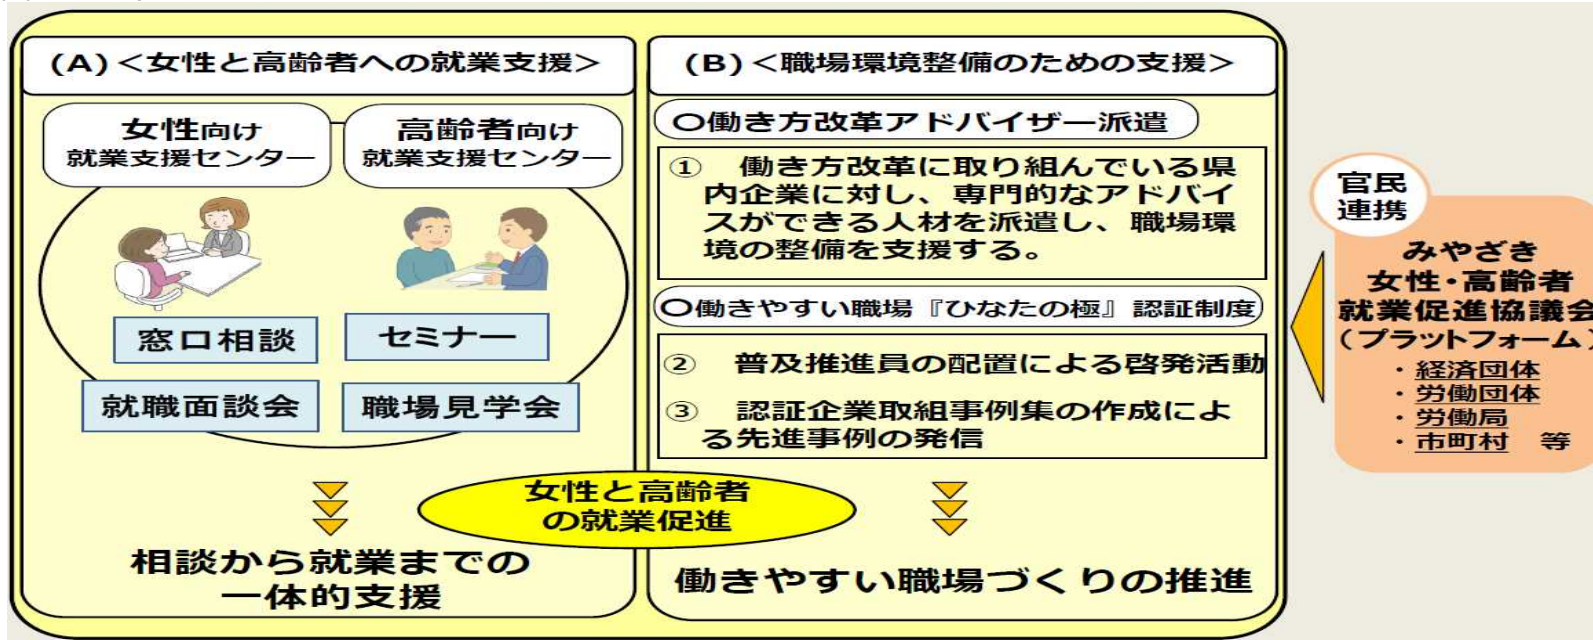 (A)<女性と高齢者への就業支援>
女性向け
就業支援センター
高齢者向け
就業支援センター
窓口相談
セミナー
就職面談会
職場見学会
相談から就業までの
一体的支援
(B)<職場環境整備のための支援>
〇働き方改革アドバイザー派遣
① 働き方改革に取り組んでいる県
内企業に対し、専門的なアドバイ
スができる人材を派遣し、職場環
境の整備を支援する。
〇働きやすい職場『ひなたの極』認証制度
② 普及推進員の配置による啓発活動
③ 認証企業取組事例集の作成によ
る先進事例の発信
女性と高齢者
の就業促進
働きやすい職場づくりの推進
官民
連携
みやざき
女性・高齢者
就業促進協議会
(プラットフォーム)
・経済団体
・労働団体
・労働局
・市町村 等